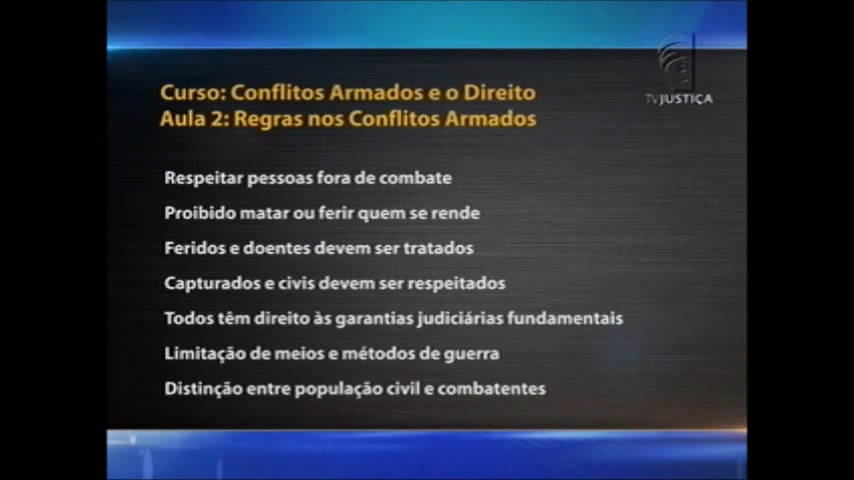 Curso: Conflitos Armados e o Direito
Aula 2: Regras nos Conflitos Armados
TVJUSTIÇA
Respeitar pessoas fora de combate
Proibido matar ou ferir quem se rende
Feridos e doentes devem ser tratados
Capturados e civis devem ser respeitados
Todos têm direito às garantias judiciárias fundamentais
Limitação de meios e métodos de guerra
Distinção entre população civil e combatentes